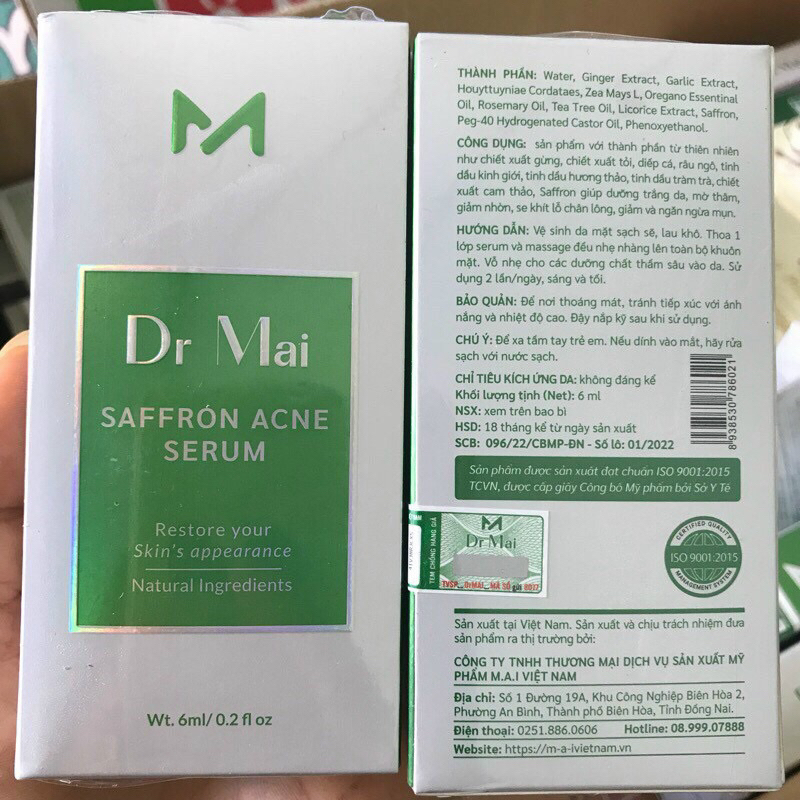 Dr Mai
SAFFRÓN ACNE
SERUM
Restore your
Skin's appearance
Natural Ingredients
Wt. 6ml/ 0.2 fl oz
THÀNH PHẦN: Water, Ginger Extract, Garlic Extract,
Houyttuyniae Cordataes, Zea Mays L, Oregano Essentinal
Oil, Rosemary Oil, Tea Tree Oil, Licorice Extract, Saffron,
Peg-40 Hydrogenated Castor Oil, Phenoxyethanol.
CÔNG DỤNG: sản phẩm với thành phần từ thiên nhiên
như chiết xuất gừng, chiết xuất tỏi, diếp cá, râu ngô, tinh
dầu kinh giới, tinh dầu hương thảo, tinh dầu tràm trà, chiết
xuất cam thảo, Saffron giúp dưỡng trắng da, mờ thâm,
giảm nhờn, se khít lỗ chân lông, giảm và ngăn ngừa mụn.
HƯỚNG DẪN: Vệ sinh da mặt sạch sẽ, lau khô. Thoa 1
lớp serum và massage đều nhẹ nhàng lên toàn bộ khuôn
mặt. Vỗ nhẹ cho các dưỡng chất thẩm sâu vào da. Sử
dụng 2 lần/ngày, sáng và tối.
BẢO QUẢN: Để nơi thoáng mát, tránh tiếp xúc với ánh
nắng và nhiệt độ cao. Đậy nắp kỹ sau khi sử dụng.
CHÚ Ý: Để xa tầm tay trẻ em. Nếu dính vào mắt, hãy rửa
sạch với nước sạch.
CHỈ TIÊU KÍCH ỨNG DA: không đáng kể
Khối lượng tịnh (Net): 6 ml
NSX: xem trên bao bì
HSD: 18 tháng kể từ ngày sản xuất
SCB: 096/22/CBMP-ĐN - Số lô: 01/2022
8938530786021
Sản phẩm được sản xuất đạt chuẩn ISO 9001:2015
TCVN, được cấp giấy Công bố Mỹ phẩm bởi Sở Y Tế
TEM CHỐNG HÀNG GIẢ
Dr Mai
TVSP_DrMAI_ MÃ SỐ gửi 8017
CERTIFIED QUALITY
ISO 9001:2015
MANAGEMENT SYSTEM
Sản xuất tại Việt Nam. Sản xuất và chịu trách nhiệm đưa
sản phẩm ra thị trường bởi:
CÔNG TY TNHH THƯƠNG MẠI DỊCH VỤ SẢN XUẤT MỸ
PHẨM M.A.I VIỆT NAM
Địa chỉ: Số 1 Đường 19A, Khu Công Nghiệp Biên Hòa 2,
Phường An Bình, Thành phố Biên Hòa, Tỉnh Đồng Nai.
Điện thoại: 0251.886.0606 Hotline: 08.999.07888
Website: https://m-a-ivietnam.vn